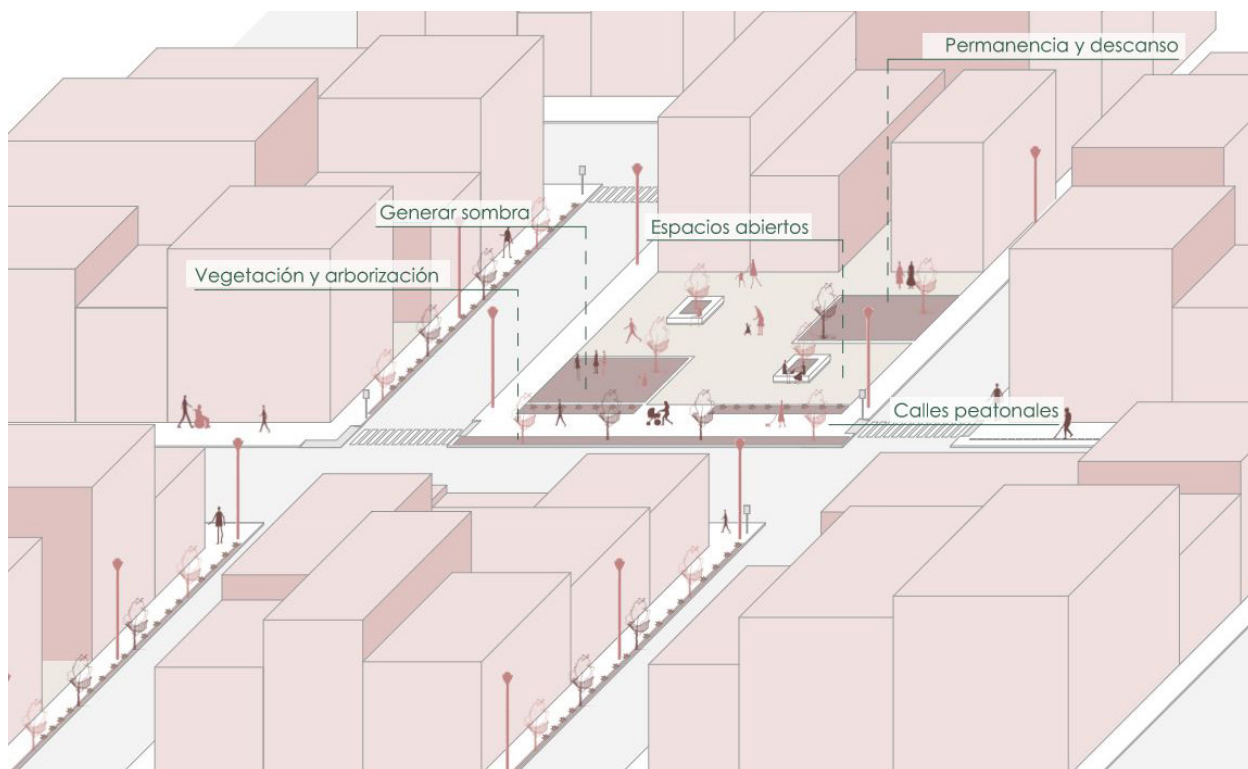 Permanencia y descanso
Generar sombra
Espacios abiertos
Vegetación y arborización
Calles peatonales